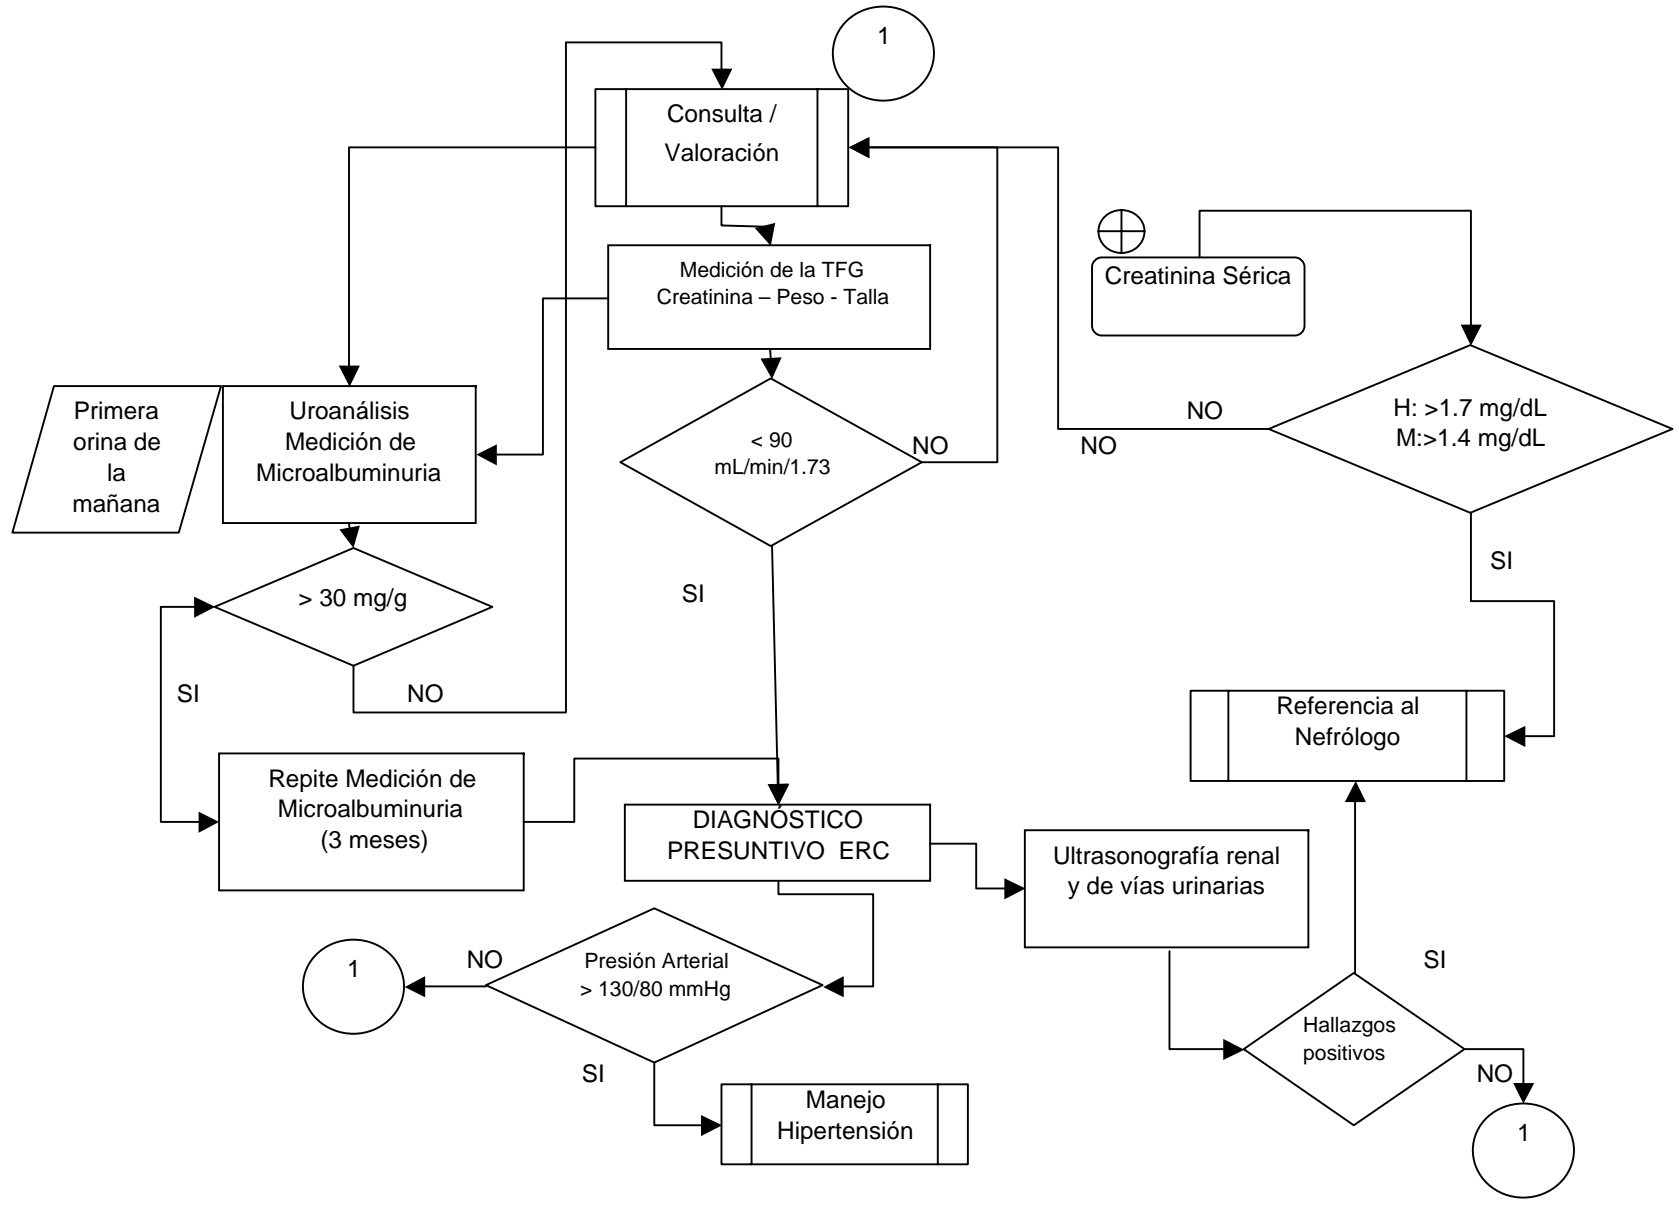 1
Consulta /
Valoración
Medición de la TFG
Creatinina – Peso - Talla
Creatinina Sérica
Primera
orina de
la
mañana
Uroanálisis
Medición de
Microalbuminuria
< 90
mL/min/1.73
NO
NO
NO
H: >1.7 mg/dL
M:>1.4 mg/dL
SI
SI
> 30 mg/g
SI
NO
Referencia al
Nefrólogo
Repite Medición de
Microalbuminuria
(3 meses)
DIAGNÓSTICO
PRESUNTIVO  ERC
Ultrasonografía renal
y de vías urinarias
1
NO
Presión Arterial
> 130/80 mmHg
SI
SI
Hallazgos
positivos
NO
Manejo
Hipertensión
1